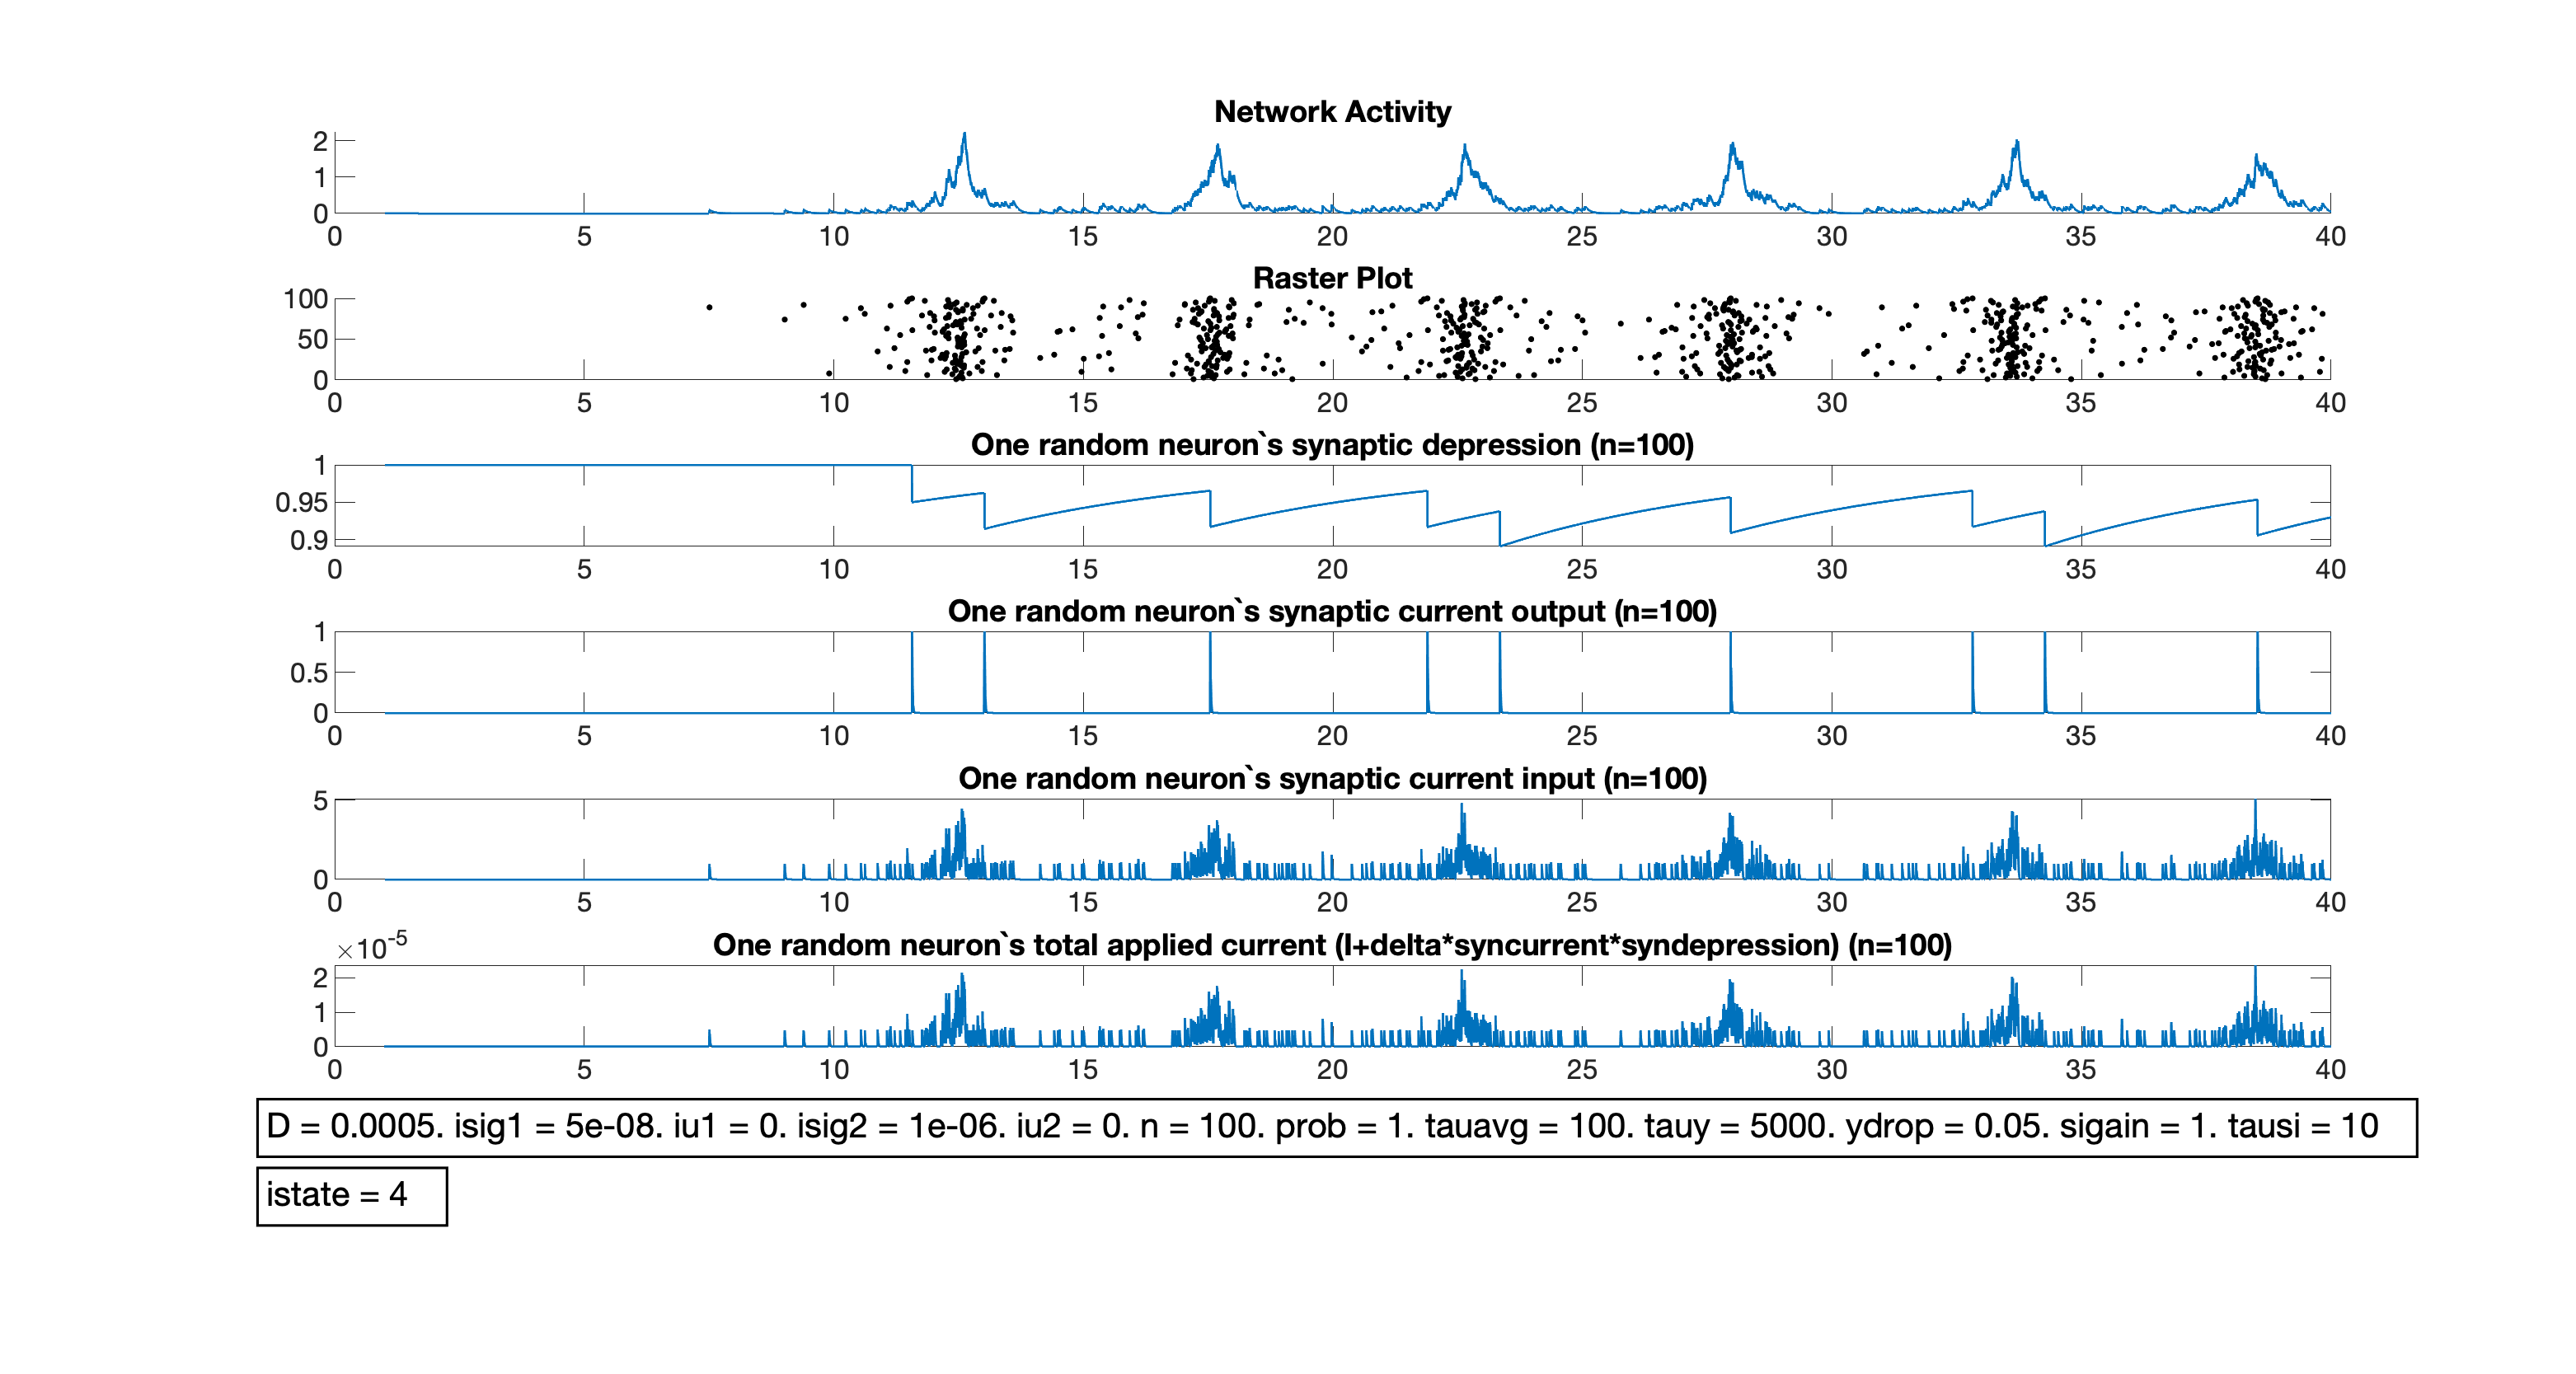 Network Activity
2
1
0
0 5 10 15 20 25 30 35 40
Raster Plot
100
50
0
0 5 10 15 20 25 30 35 40
One random neuron`s synaptic depression (n=100)
1
0.95
0.9
0 5 10 15 20 25 30 35 40
One random neuron`s synaptic current output (n=100)
1
0.5
0
0 5 10 15 20 25 30 35 40
One random neuron`s synaptic current input (n=100)
5
0
0 5 10 15 20 25 30 35 40
×10-5
One random neuron`s total applied current (I+delta*syncurrent*syndepression) (n=100)
2
1
0
0 5 10 15 20 25 30 35 40
D = 0.0005. isig1 = 5e-08. iu1 = 0. isig2 = 1e-06. iu2 = 0. n = 100. prob = 1. tauavg = 100. tauy = 5000. ydrop = 0.05. sigain = 1. tausi = 10
istate = 4